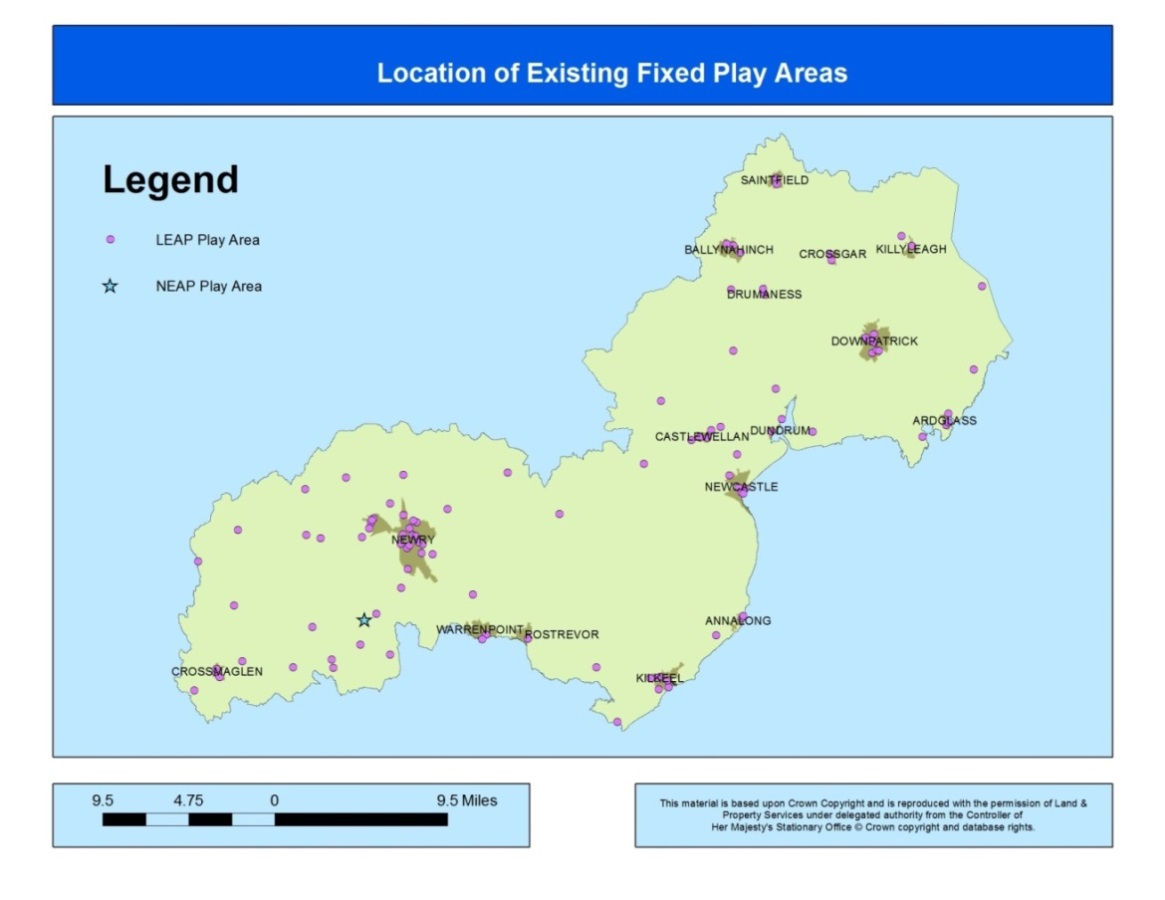 Location of Existing Fixed Play Areas
Legend
LEAP Play Area
NEAP Play Area
SAINTFIELD
BALLYNAHINCH
CROSSGAR
KILLYLEAGH
DRUMANESS
DOWNPATRICK
ARDGLASS
CASTLEWELLAN
DUNDRUM
NEWCASTLE
NEWRY
ANNALONG
WARRENPOINT
ROSTREVOR
CROSSMAGLEN
KILKEEL
9.5 4.75 0 9.5 Miles
This material is based upon Crown Copyright and is reproduced with the permission of Land &
Property Services under delegated authority from the Controller of
Her Majesty's Stationary Office © Crown copyright and database rights.